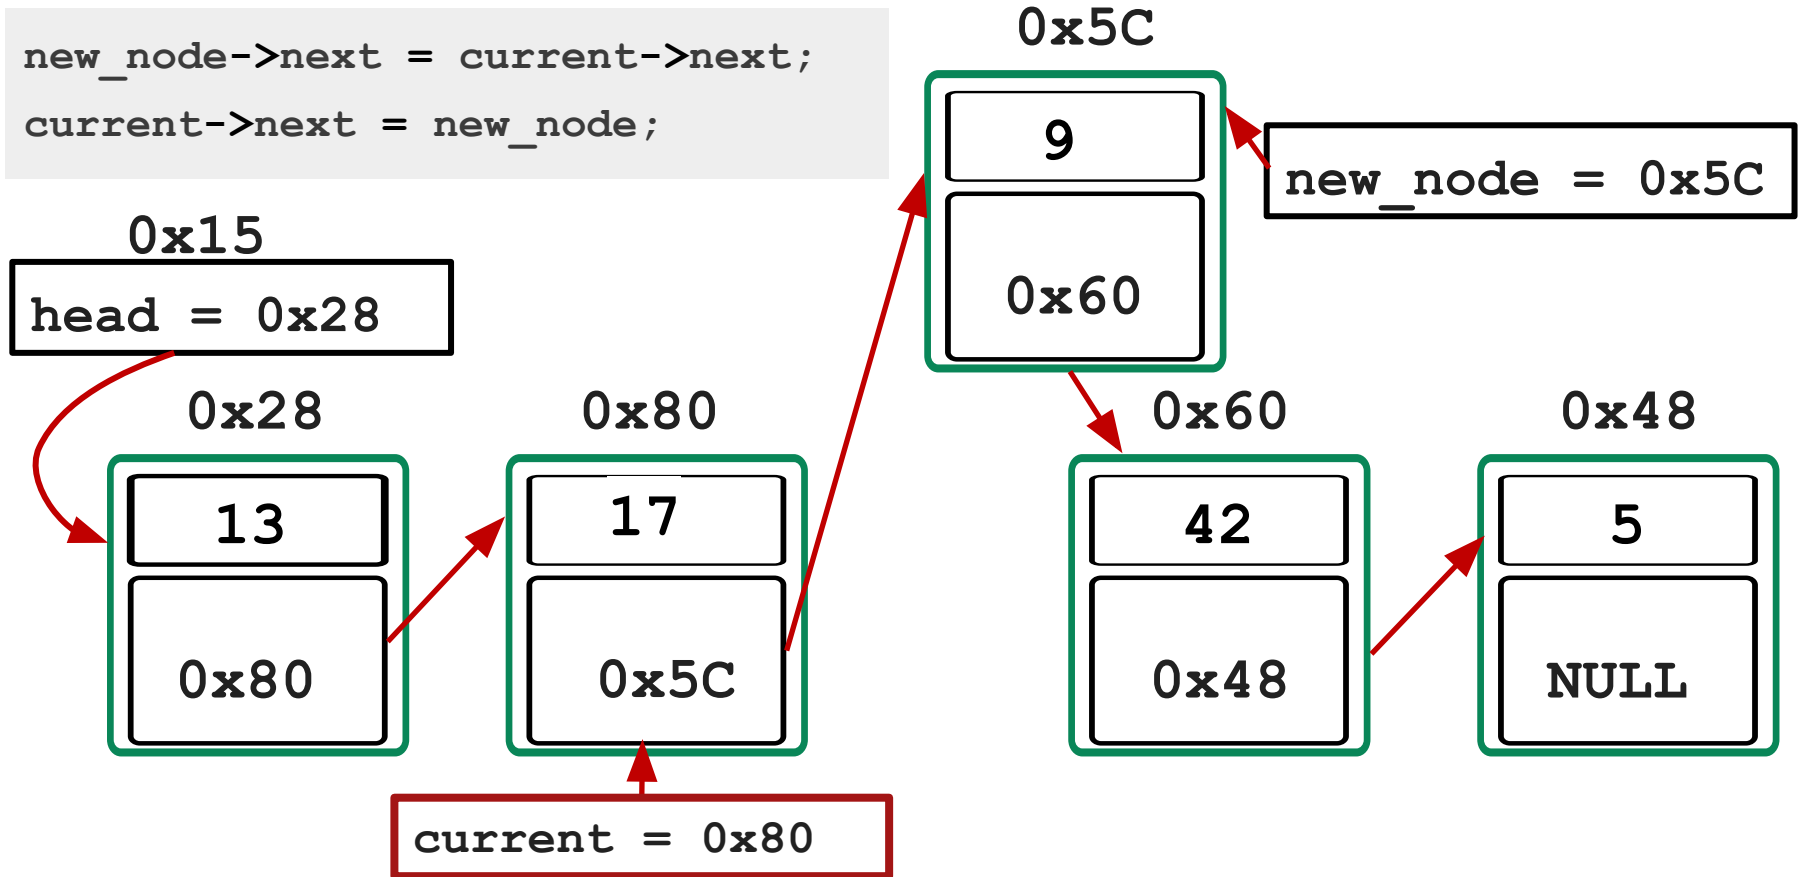 new_node->next = current->next;
current->next = new_node;
0x5C
9
0x60
new_node = 0x5C
0x15
head = 0x28
0x28
13
0x80
0x80
17
0x5C
0x60
42
0x48
0x48
5
NULL
current = 0x80